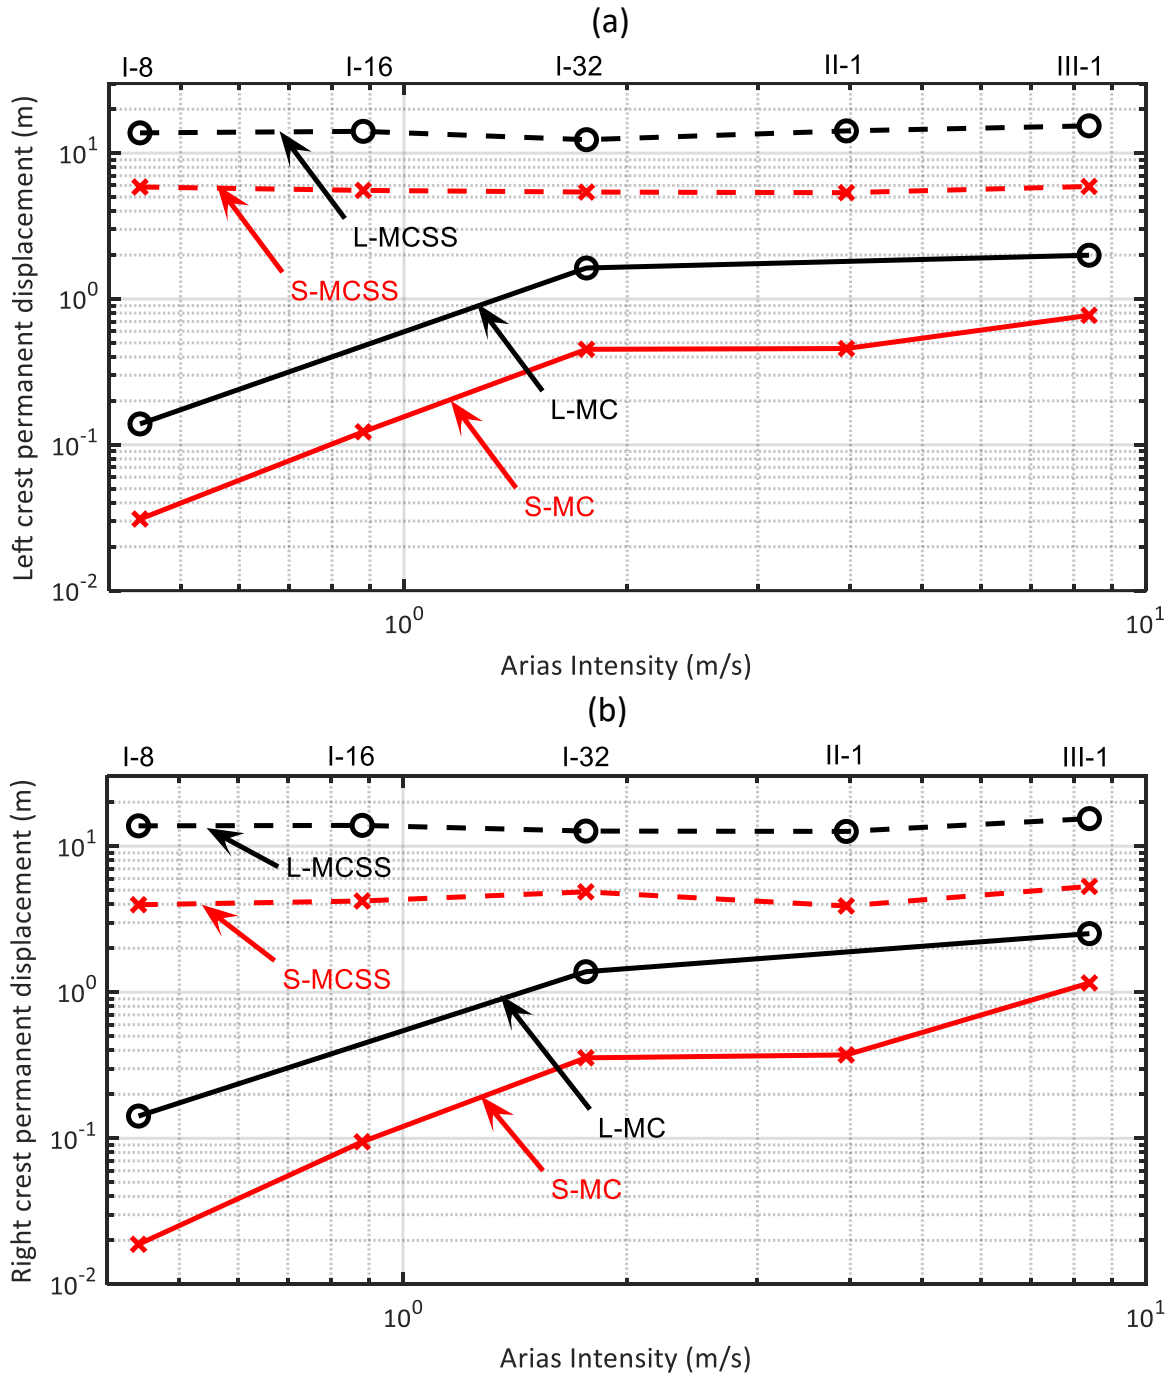 (a)
I-8 I-16 I-32 II-1 III-1
Left crest permanent displacement (m)
10^1
L-MCSS
S-MCSS
10^0
L-MC
10^-1
S-MC
10^-2
10^0 10^1
Arias Intensity (m/s)
(b)
I-8 I-16 I-32 II-1 III-1
Right crest permanent displacement (m)
10^1
L-MCSS
S-MCSS
10^0
L-MC
10^-1
S-MC
10^-2
10^0 10^1
Arias Intensity (m/s)